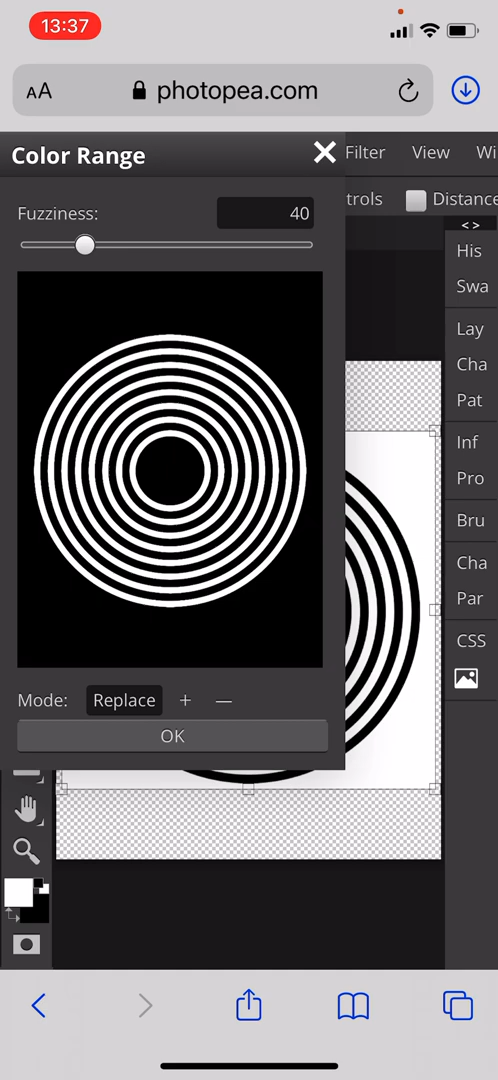 13:37
AA photopea.com
Color Range
Filter View Wi
Fuzziness: 40
trols Distance
< >
His
Swa
Lay
Cha
Pat
Inf
Pro
Bru
Cha
Par
CSS
Mode: Replace + —
OK